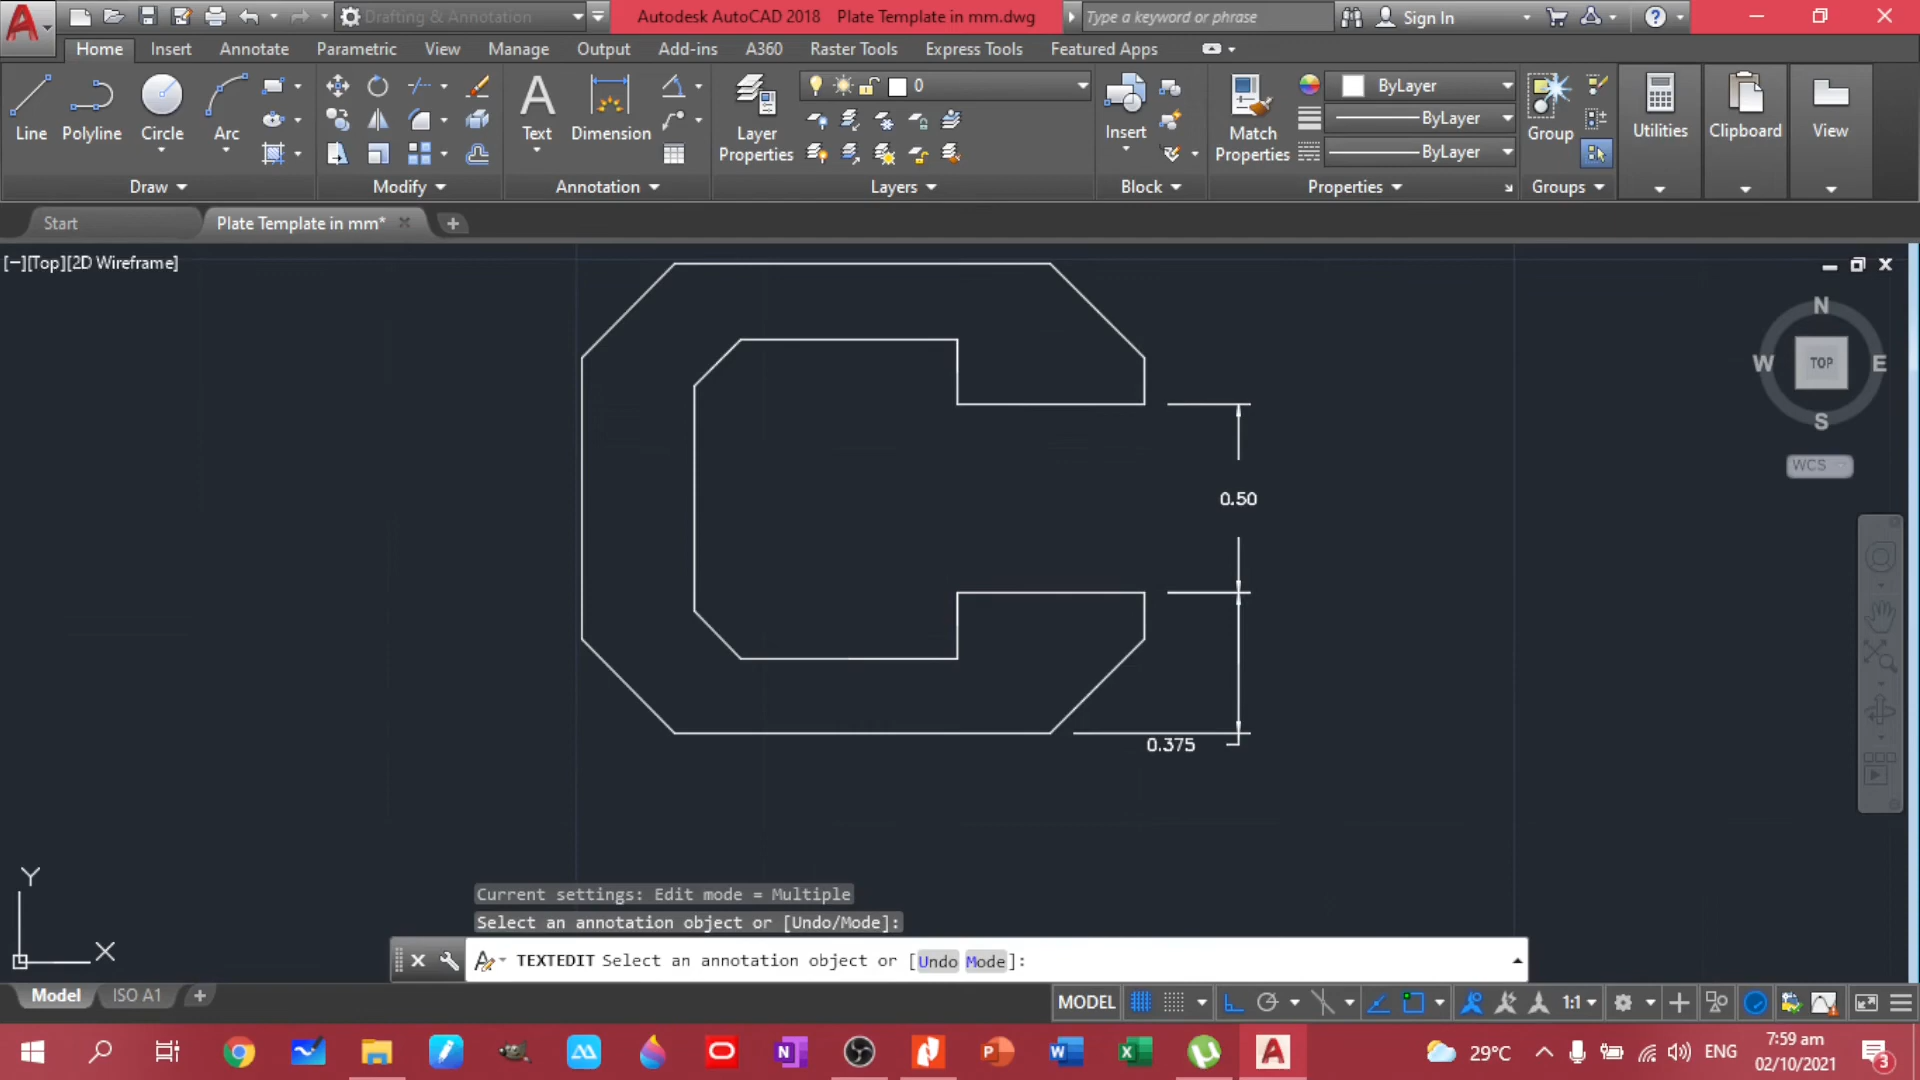 Drafting & Annotation
Autodesk AutoCAD 2018 Plate Template in mm.dwg
Type a keyword or phrase
Sign In
Home Insert Annotate Parametric View Manage Output Add-ins A360 Raster Tools Express Tools Featured Apps
0
ByLayer
ByLayer
ByLayer
Line Polyline Circle Arc
Text Dimension
Layer Properties
Insert
Match Properties
Group
Utilities Clipboard View
Draw Modify Annotation Layers Block Properties Groups
Start Plate Template in mm*
[−][Top][2D Wireframe]
N
W TOP E
S
WCS
0.50
0.375
Y
X
Current settings: Edit mode = Multiple
Select an annotation object or [Undo/Mode]:
TEXTEDIT Select an annotation object or [Undo Mode]:
Model ISO A1
MODEL 1:1
29°C ENG
7:59 am
02/10/2021
3